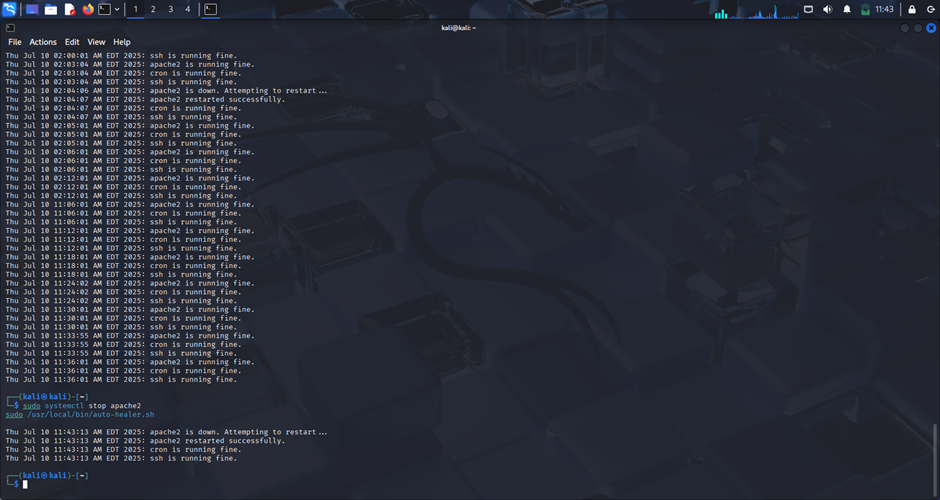 1 2 3 4
11:43
kali@kali: ~
File Actions Edit View Help
Thu Jul 10 02:00:01 AM EDT 2025: ssh is running fine.
Thu Jul 10 02:03:04 AM EDT 2025: apache2 is running fine.
Thu Jul 10 02:03:04 AM EDT 2025: cron is running fine.
Thu Jul 10 02:03:04 AM EDT 2025: ssh is running fine.
Thu Jul 10 02:04:06 AM EDT 2025: apache2 is down. Attempting to restart...
Thu Jul 10 02:04:07 AM EDT 2025: apache2 restarted successfully.
Thu Jul 10 02:04:07 AM EDT 2025: cron is running fine.
Thu Jul 10 02:04:07 AM EDT 2025: ssh is running fine.
Thu Jul 10 02:05:01 AM EDT 2025: apache2 is running fine.
Thu Jul 10 02:05:01 AM EDT 2025: cron is running fine.
Thu Jul 10 02:05:01 AM EDT 2025: ssh is running fine.
Thu Jul 10 02:06:01 AM EDT 2025: apache2 is running fine.
Thu Jul 10 02:06:01 AM EDT 2025: cron is running fine.
Thu Jul 10 02:06:01 AM EDT 2025: ssh is running fine.
Thu Jul 10 02:12:01 AM EDT 2025: apache2 is running fine.
Thu Jul 10 02:12:01 AM EDT 2025: cron is running fine.
Thu Jul 10 02:12:01 AM EDT 2025: ssh is running fine.
Thu Jul 10 11:06:01 AM EDT 2025: apache2 is running fine.
Thu Jul 10 11:06:01 AM EDT 2025: cron is running fine.
Thu Jul 10 11:06:01 AM EDT 2025: ssh is running fine.
Thu Jul 10 11:12:01 AM EDT 2025: apache2 is running fine.
Thu Jul 10 11:12:01 AM EDT 2025: cron is running fine.
Thu Jul 10 11:12:01 AM EDT 2025: ssh is running fine.
Thu Jul 10 11:18:01 AM EDT 2025: apache2 is running fine.
Thu Jul 10 11:18:01 AM EDT 2025: cron is running fine.
Thu Jul 10 11:18:01 AM EDT 2025: ssh is running fine.
Thu Jul 10 11:24:02 AM EDT 2025: apache2 is running fine.
Thu Jul 10 11:24:02 AM EDT 2025: cron is running fine.
Thu Jul 10 11:24:02 AM EDT 2025: ssh is running fine.
Thu Jul 10 11:30:01 AM EDT 2025: apache2 is running fine.
Thu Jul 10 11:30:01 AM EDT 2025: cron is running fine.
Thu Jul 10 11:30:01 AM EDT 2025: ssh is running fine.
Thu Jul 10 11:33:55 AM EDT 2025: apache2 is running fine.
Thu Jul 10 11:33:55 AM EDT 2025: cron is running fine.
Thu Jul 10 11:33:55 AM EDT 2025: ssh is running fine.
Thu Jul 10 11:36:01 AM EDT 2025: apache2 is running fine.
Thu Jul 10 11:36:01 AM EDT 2025: cron is running fine.
Thu Jul 10 11:36:01 AM EDT 2025: ssh is running fine.
┌──(kali㉿kali)-[~]
└─$ sudo systemctl stop apache2
sudo /usr/local/bin/auto-healer.sh
Thu Jul 10 11:43:13 AM EDT 2025: apache2 is down. Attempting to restart...
Thu Jul 10 11:43:13 AM EDT 2025: apache2 restarted successfully.
Thu Jul 10 11:43:13 AM EDT 2025: cron is running fine.
Thu Jul 10 11:43:13 AM EDT 2025: ssh is running fine.
┌──(kali㉿kali)-[~]
└─$